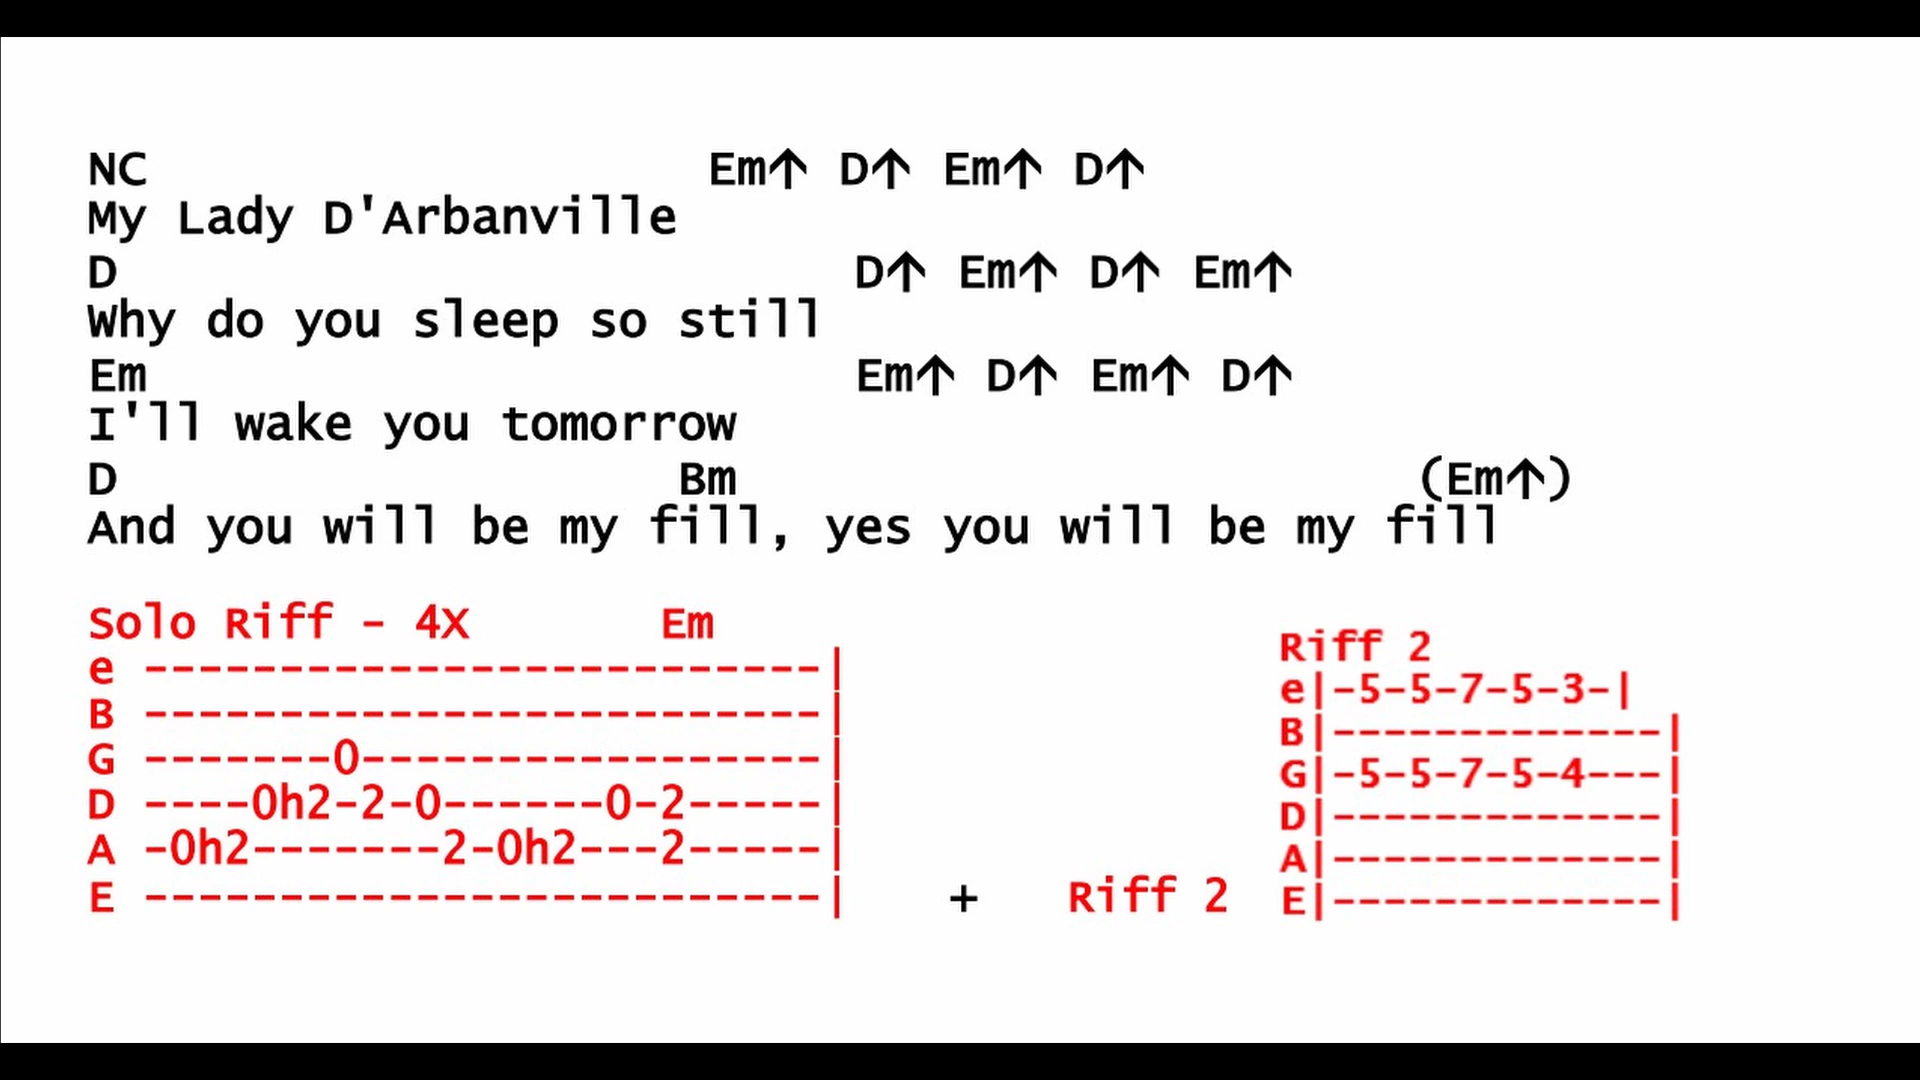 NC Em↑ D↑ Em↑ D↑
My Lady D'Arbanville
D D↑ Em↑ D↑ Em↑
Why do you sleep so still
Em Em↑ D↑ Em↑ D↑
I'll wake you tomorrow
D Bm (Em↑)
And you will be my fill, yes you will be my fill
Solo Riff - 4X Em
e -------------------------|
B -------------------------|
G -------0-----------------|
D ----0h2-2-0------0-2-----|
A -0h2-------2-0h2---2-----|
E -------------------------|
+ Riff 2
Riff 2
e|-5-5-7-5-3-|
B|-------------|
G|-5-5-7-5-4---|
D|-------------|
A|-------------|
E|-------------|